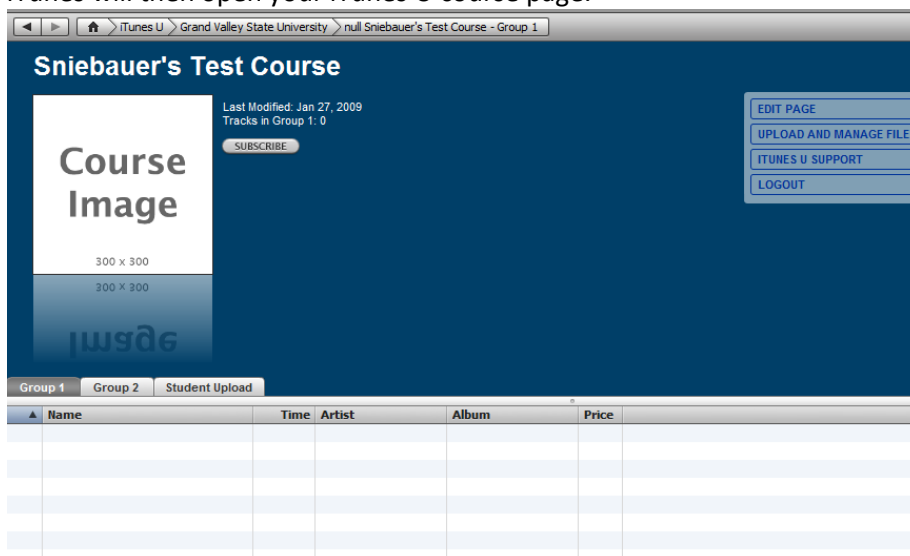 iTunes will then open your iTunes U course page.
iTunes U Grand Valley State University null Sniebauer's Test Course - Group 1
Sniebauer's Test Course
Last Modified: Jan 27, 2009
Tracks in Group 1: 0
SUBSCRIBE
EDIT PAGE
UPLOAD AND MANAGE FILE
ITUNES U SUPPORT
LOGOUT
Course
Image
300 x 300
300 x 300
Image
Group 1 Group 2 Student Upload
Name Time Artist Album Price